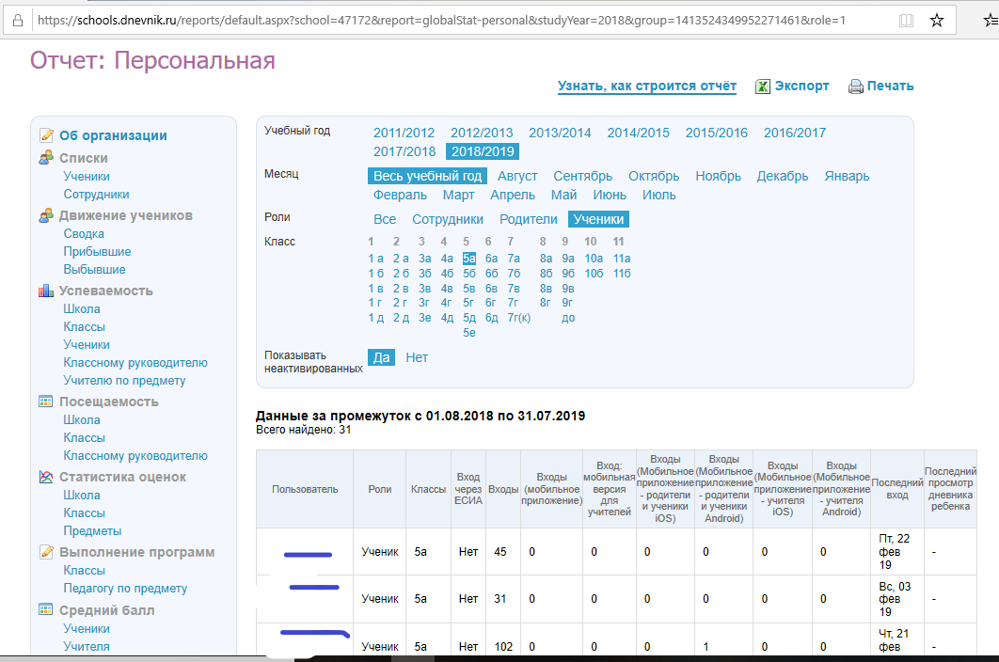 https://schools.dnevnik.ru/reports/default.aspx?school=47172&report=globalStat-personal&studyYear=2018&group=1413524349952271461&role=1
Отчет: Персональная
Узнать, как строится отчёт Экспорт Печать
Об организации
Списки
Ученики
Сотрудники
Движение учеников
Сводка
Прибывшие
Выбывшие
Успеваемость
Школа
Классы
Ученики
Классному руководителю
Учителю по предмету
Посещаемость
Школа
Классы
Классному руководителю
Статистика оценок
Школа
Классы
Предметы
Выполнение программ
Классы
Педагогу по предмету
Средний балл
Ученики
Учителя
Учебный год 2011/2012 2012/2013 2013/2014 2014/2015 2015/2016 2016/2017
2017/2018 2018/2019
Месяц Весь учебный год Август Сентябрь Октябрь Ноябрь Декабрь Январь
Февраль Март Апрель Май Июнь Июль
Роли Все Сотрудники Родители Ученики
Класс 1 2 3 4 5 6 7 8 9 10 11
1 а 2 а 3а 4а 5а 6а 7а 8а 9а 10а 11а
1 б 2 б 3б 4б 5б 6б 7б 8б 9б 10б 11б
1 в 2 в 3в 4в 5в 6в 7в 8в 9в
1 г 2 г 3г 4г 5г 6г 7г 8г 9г
1 д 2 д 3е 4д 5д 6д 7г(к) до
5е
Показывать
неактивированных Да Нет
Данные за промежуток с 01.08.2018 по 31.07.2019
Всего найдено: 31
Пользователь
Роли
Классы
Вход
через
ЕСИА
Входы
Входы
(мобильное
приложение)
Вход:
мобильная
версия
для
учителей
Входы
(Мобильное
приложение
- родители
и ученики
iOS)
Входы
(Мобильное
приложение
- родители
и ученики
Android)
Входы
(Мобильное
приложение
- учителя
iOS)
Входы
(Мобильное
приложение
- учителя
Android)
Последний
вход
Последний
просмотр
дневника
ребенка
Ученик 5а Нет 45 0 0 0 0 0 0 Пт, 22
фев
19 -
Ученик 5а Нет 31 0 0 0 0 0 0 Вс, 03
фев
19 -
Ученик 5а Нет 102 0 0 0 1 0 0 Чт, 21
фев -